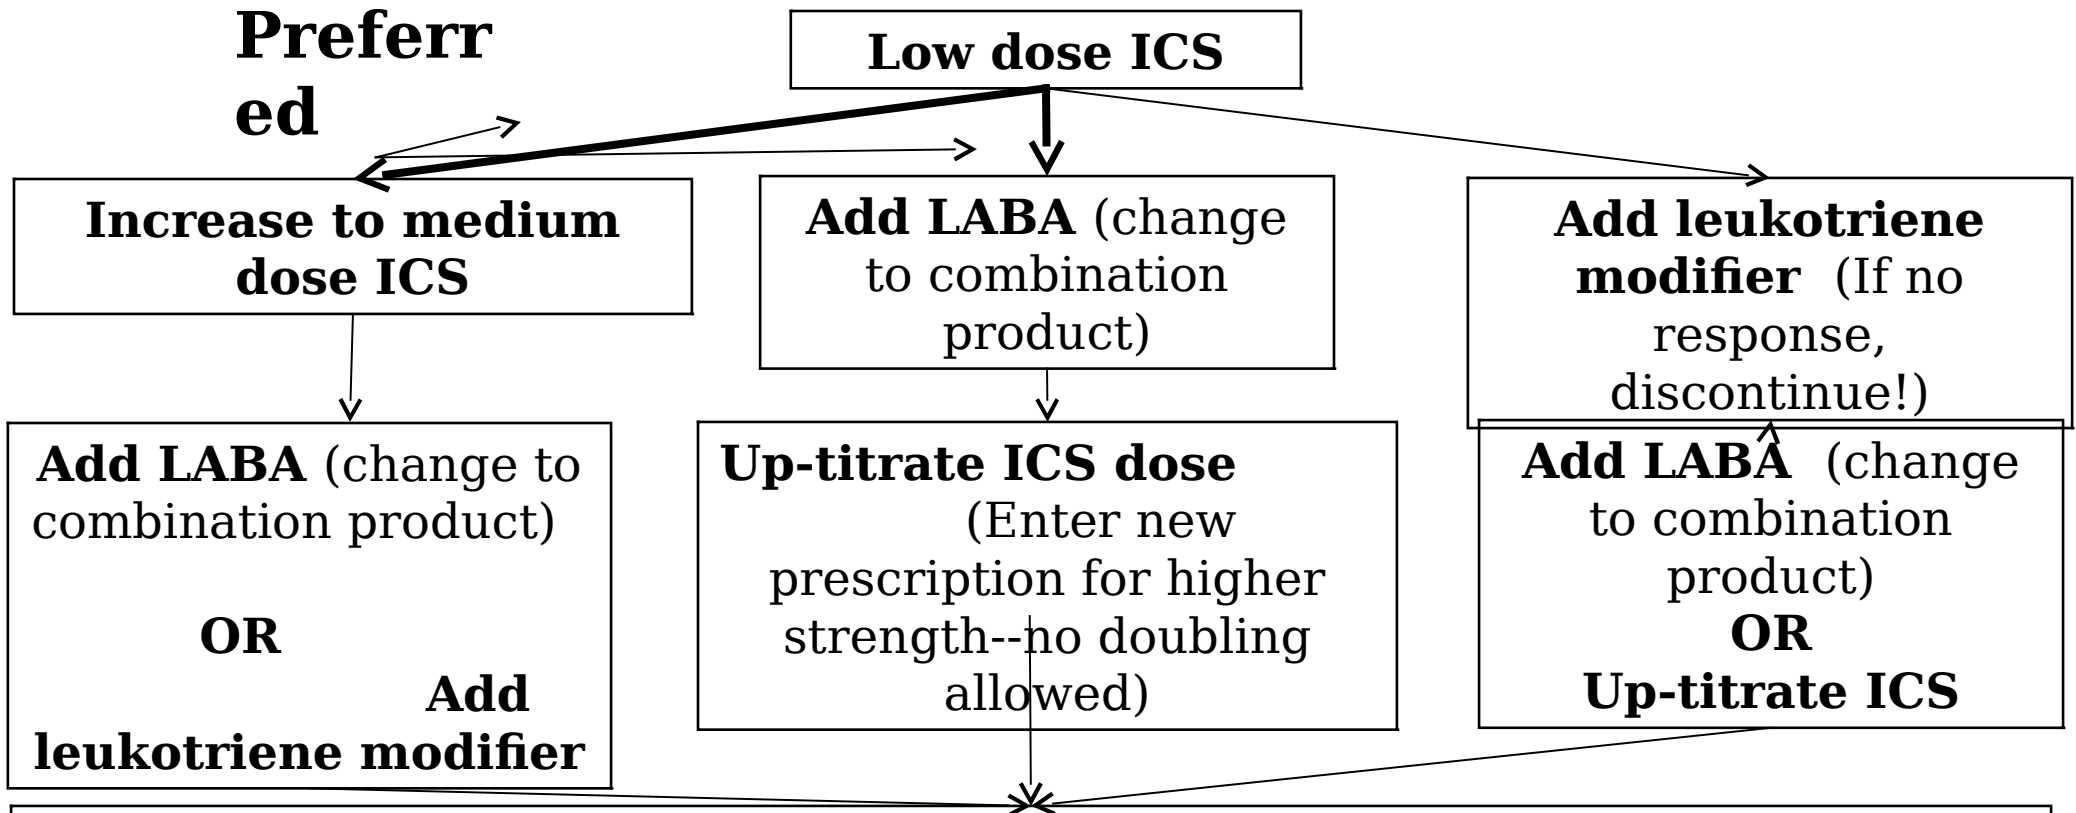 Preferr
ed
Low dose ICS
Increase to medium
dose ICS
Add LABA (change
to combination
product)
Add leukotriene
modifier (If no
response,
discontinue!)
Add LABA (change to
combination product)
OR
Add
leukotriene modifier
Up-titrate ICS dose
(Enter new
prescription for higher
strength--no doubling
allowed)
Add LABA (change
to combination
product)
OR
Up-titrate ICS